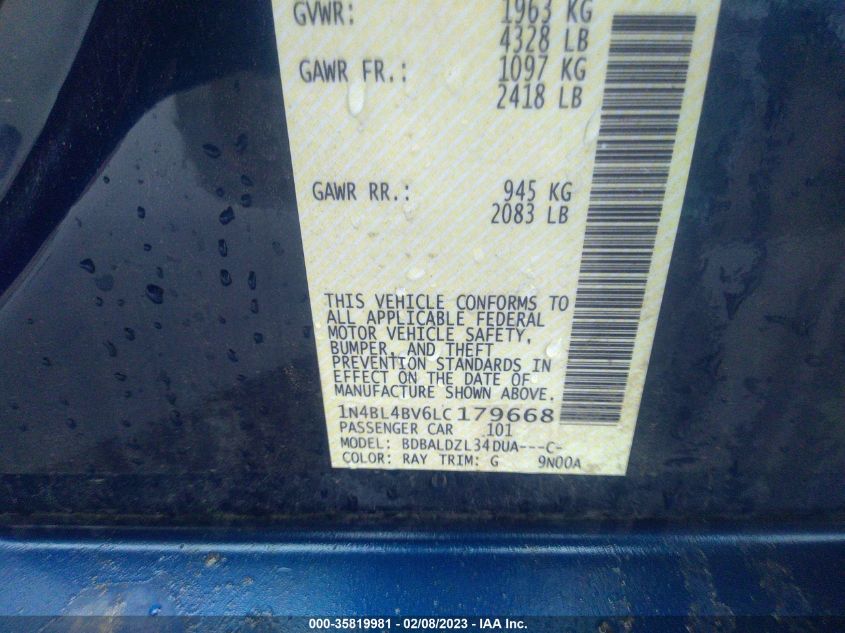 GVWR: 1963 KG
4328 LB
GAWR FR.: 1097 KG
2418 LB
GAWR RR.: 945 KG
2083 LB
THIS VEHICLE CONFORMS TO
ALL APPLICABLE FEDERAL
MOTOR VEHICLE SAFETY,
BUMPER, AND THEFT
PREVENTION STANDARDS IN
EFFECT ON THE DATE OF
MANUFACTURE SHOWN ABOVE.
1N4BL4BV6LC179668
PASSENGER CAR 101
MODEL: BDBALDZL34DUA---C-
COLOR: RAY TRIM: G 9N00A
000-35819981 - 02/08/2023 - IAA Inc.